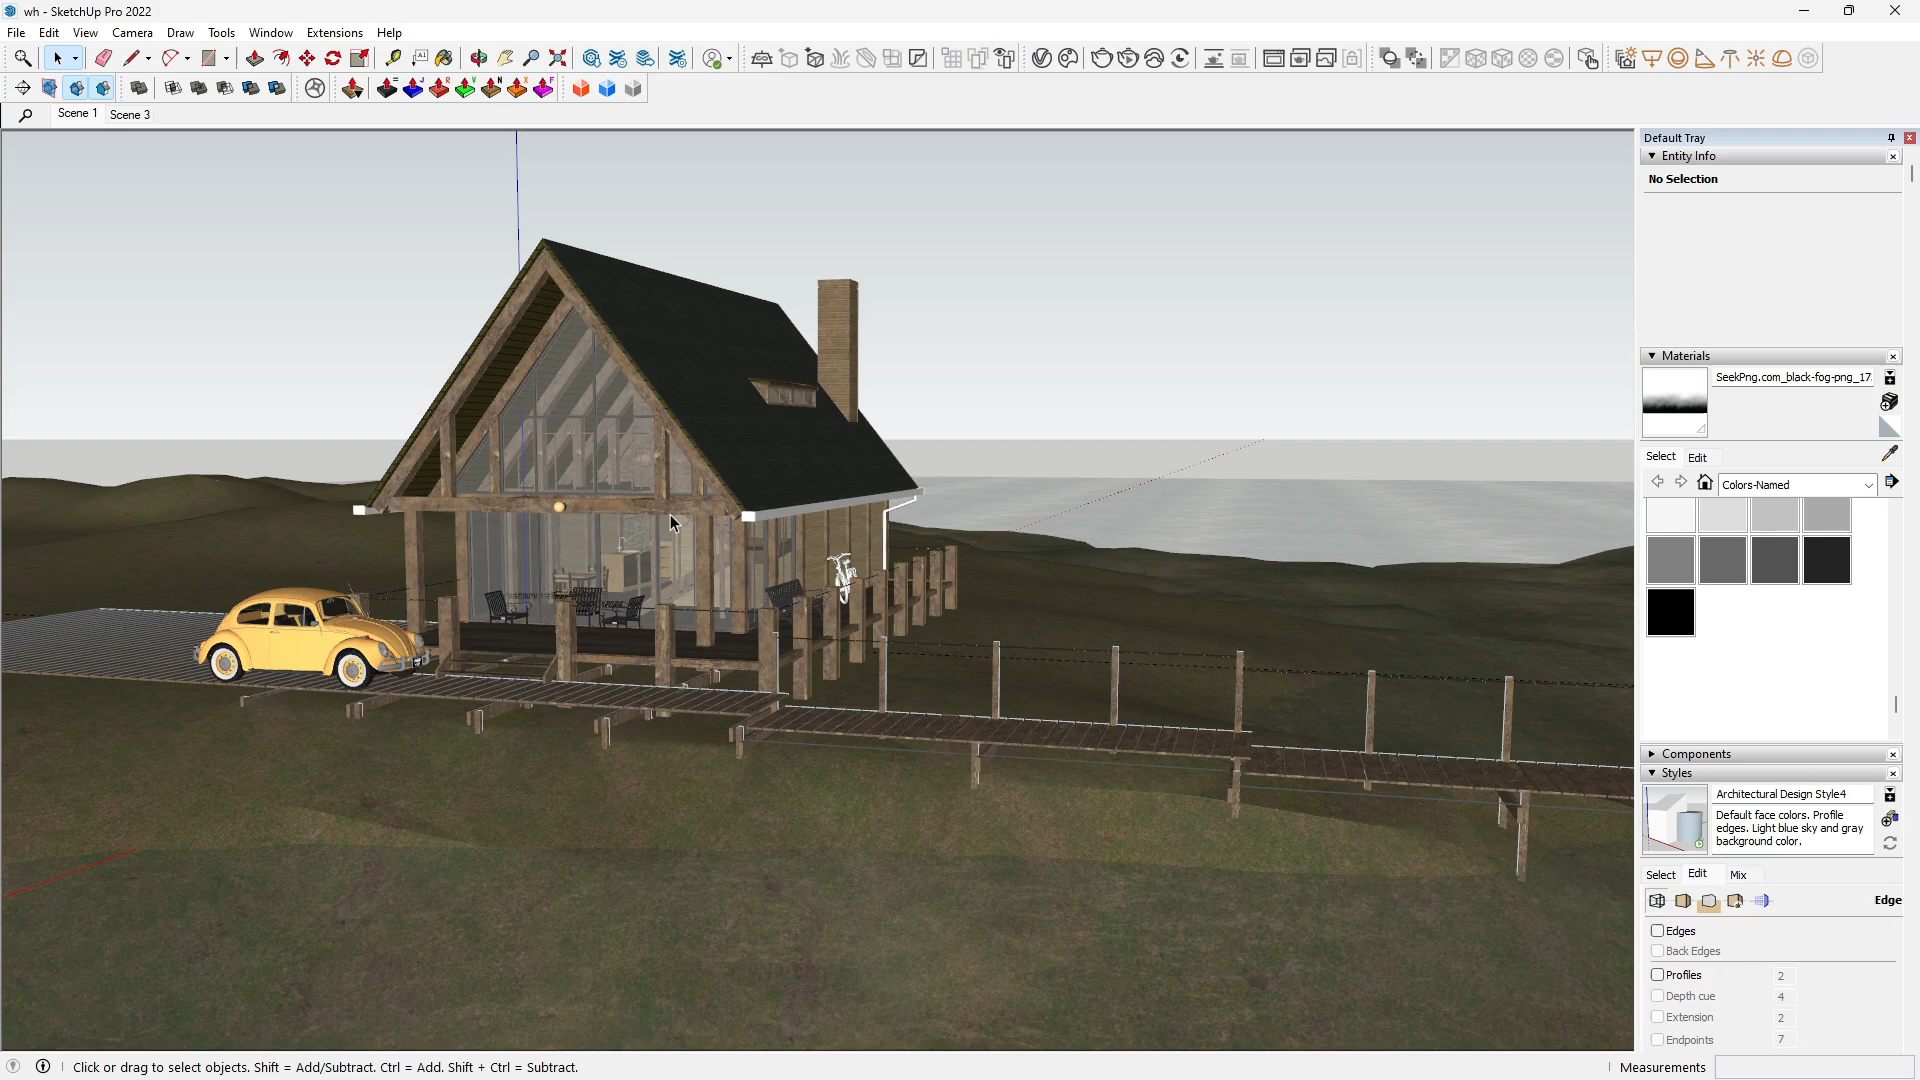 wh - SketchUp Pro 2022
File Edit View Camera Draw Tools Window Extensions Help
Scene 1 Scene 3
Default Tray
Entity Info
No Selection
Materials
SeekPng.com_black-fog-png_17
Select Edit
Colors-Named
Components
Styles
Architectural Design Style4
Default face colors. Profile
edges. Light blue sky and gray
background color.
Select Edit Mix
Edge
Edges
Back Edges
Profiles 2
Depth cue 4
Extension 2
Endpoints 7
Click or drag to select objects. Shift = Add/Subtract. Ctrl = Add. Shift + Ctrl = Subtract.
Measurements